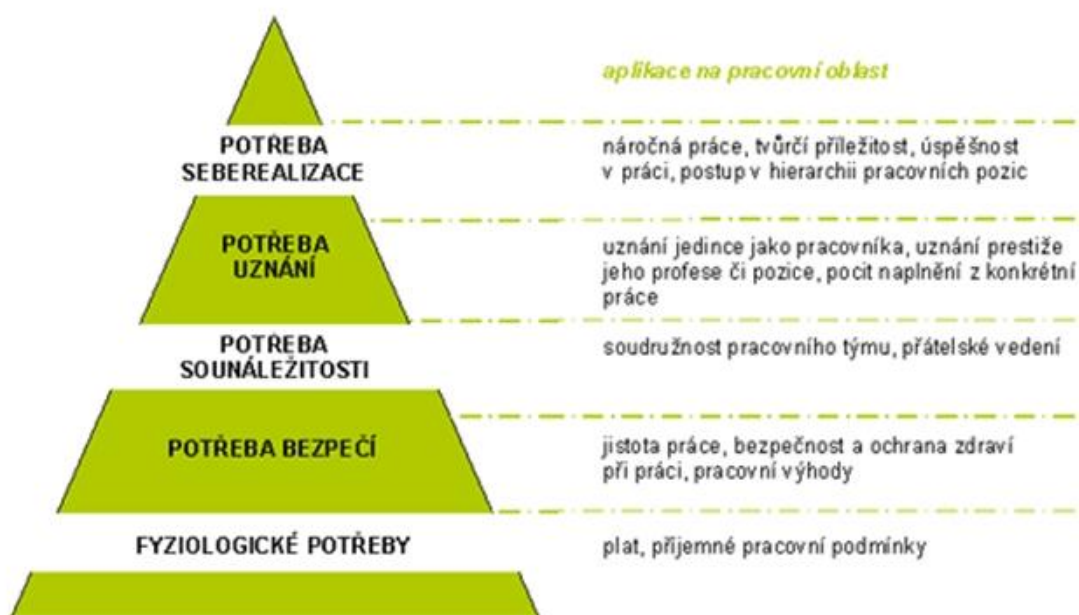 aplikace na pracovní oblast
POTŘEBA
SEBEREALIZACE
náročná práce, tvůrčí příležitost, úspěšnost
v práci, postup v hierarchii pracovních pozic
POTŘEBA
UZNÁNÍ
uznání jedince jako pracovníka, uznání prestiže
jeho profese či pozice, pocit naplnění z konkrétní
práce
POTŘEBA
SOUNÁLEŽITOSTI
soudružnost pracovního týmu, přátelské vedení
POTŘEBA BEZPEČÍ
jistota práce, bezpečnost a ochrana zdraví
při práci, pracovní výhody
FYZIOLOGICKÉ POTŘEBY
plat, příjemné pracovní podmínky